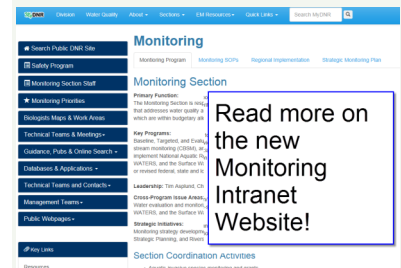 DNR Division Water Quality About Sections EM Resources Quick Links Search MyDNR
Monitoring
Search Public DNR Site
Monitoring Program Monitoring SOPs Regional Implementation Strategic Monitoring Plan
Safety Program
Monitoring Section Staff
Monitoring Section
Monitoring Priorities
Primary Function:
The Monitoring Section is
that addresses water quality a
Biologists Maps & Work Areas
which are within budgetary
Technical Teams & Meetings
Key Programs:
Baseline, Targeted, and
Guidance, Pubs & Online Search
stream monitoring (CBSM),
implement National Aquatic
Databases & Applications
WATERS, and the Surface
or revised federal, state and
Technical Teams and Contacts
Leadership: Tim Asplund, Ch
Management Teams
Cross-Program Issue Areas
Water evaluation and
Public Webpages
WATERS, and the Surface
Strategic Initiatives:
Monitoring strategy
Strategic Planning, and
Key Links
Section Coordination Activities
Resources
Read more on
the new
Monitoring
Intranet
Website!